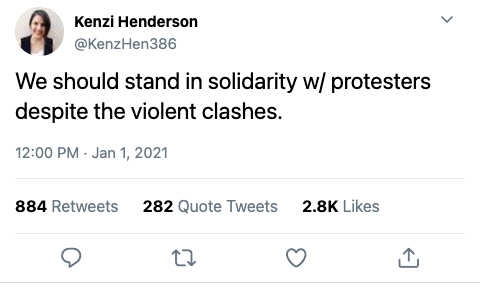 Kenzi Henderson
@KenzHen386
We should stand in solidarity w/ protesters
despite the violent clashes.
12:00 PM · Jan 1, 2021
884 Retweets 282 Quote Tweets 2.8K Likes